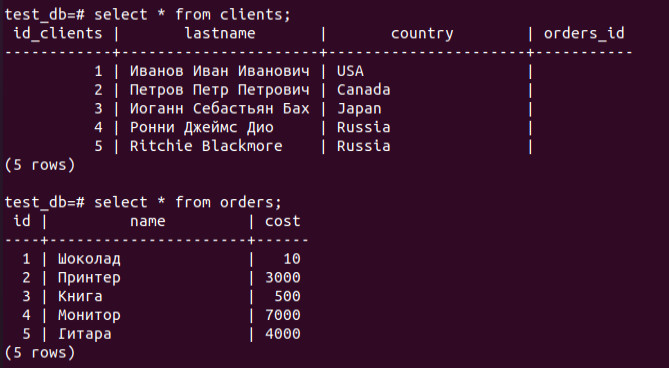 test_db=# select * from clients;
 id_clients |       lastname       |       country        | orders_id
------------+----------------------+----------------------+-----------
          1 | Иванов Иван Иванович | USA                  |
          2 | Петров Петр Петрович | Canada               |
          3 | Иоганн Себастьян Бах | Japan                |
          4 | Ронни Джеймс Дио     | Russia               |
          5 | Ritchie Blackmore    | Russia               |
(5 rows)
test_db=# select * from orders;
 id |         name         | cost
----+----------------------+------
  1 | Шоколад              |   10
  2 | Принтер              | 3000
  3 | Книга                |  500
  4 | Монитор              | 7000
  5 | Гитара               | 4000
(5 rows)